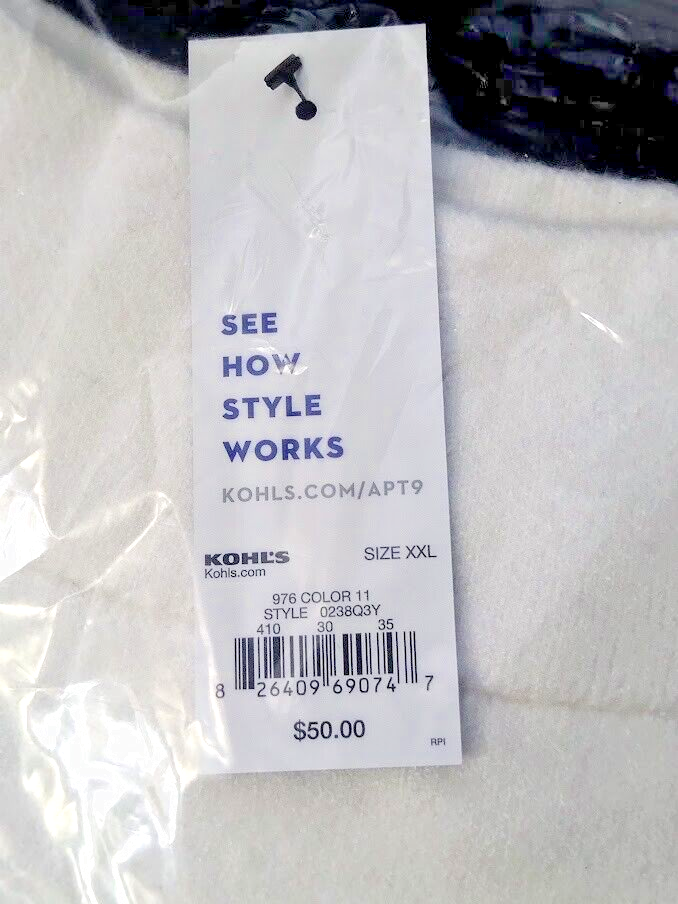 SEE
HOW
STYLE
WORKS
KOHLS.COM/APT9
KOHL'S SIZE XXL
Kohls.com
976 COLOR 11
STYLE 0238Q3Y
410 30 35
8 26409 69074 7
$50.00
RPI